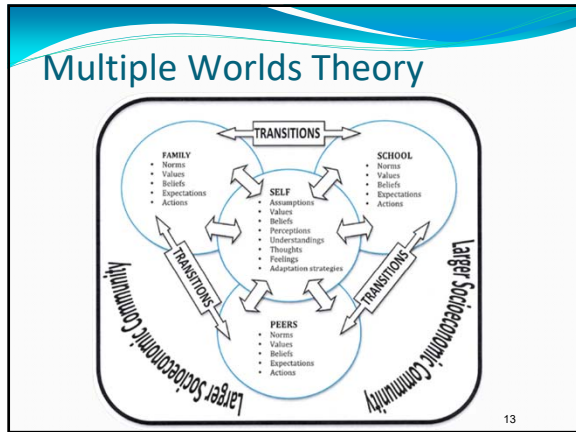 Multiple Worlds Theory
TRANSITIONS
FAMILY
• Norms
• Values
• Beliefs
• Expectations
• Actions
SCHOOL
• Norms
• Values
• Beliefs
• Expectations
• Actions
SELF
• Assumptions
• Values
• Beliefs
• Perceptions
• Understandings
• Thoughts
• Feelings
• Adaptation strategies
TRANSITIONS
TRANSITIONS
PEERS
• Norms
• Values
• Beliefs
• Expectations
• Actions
Larger Socioeconomic Community
Larger Socioeconomic Community
13